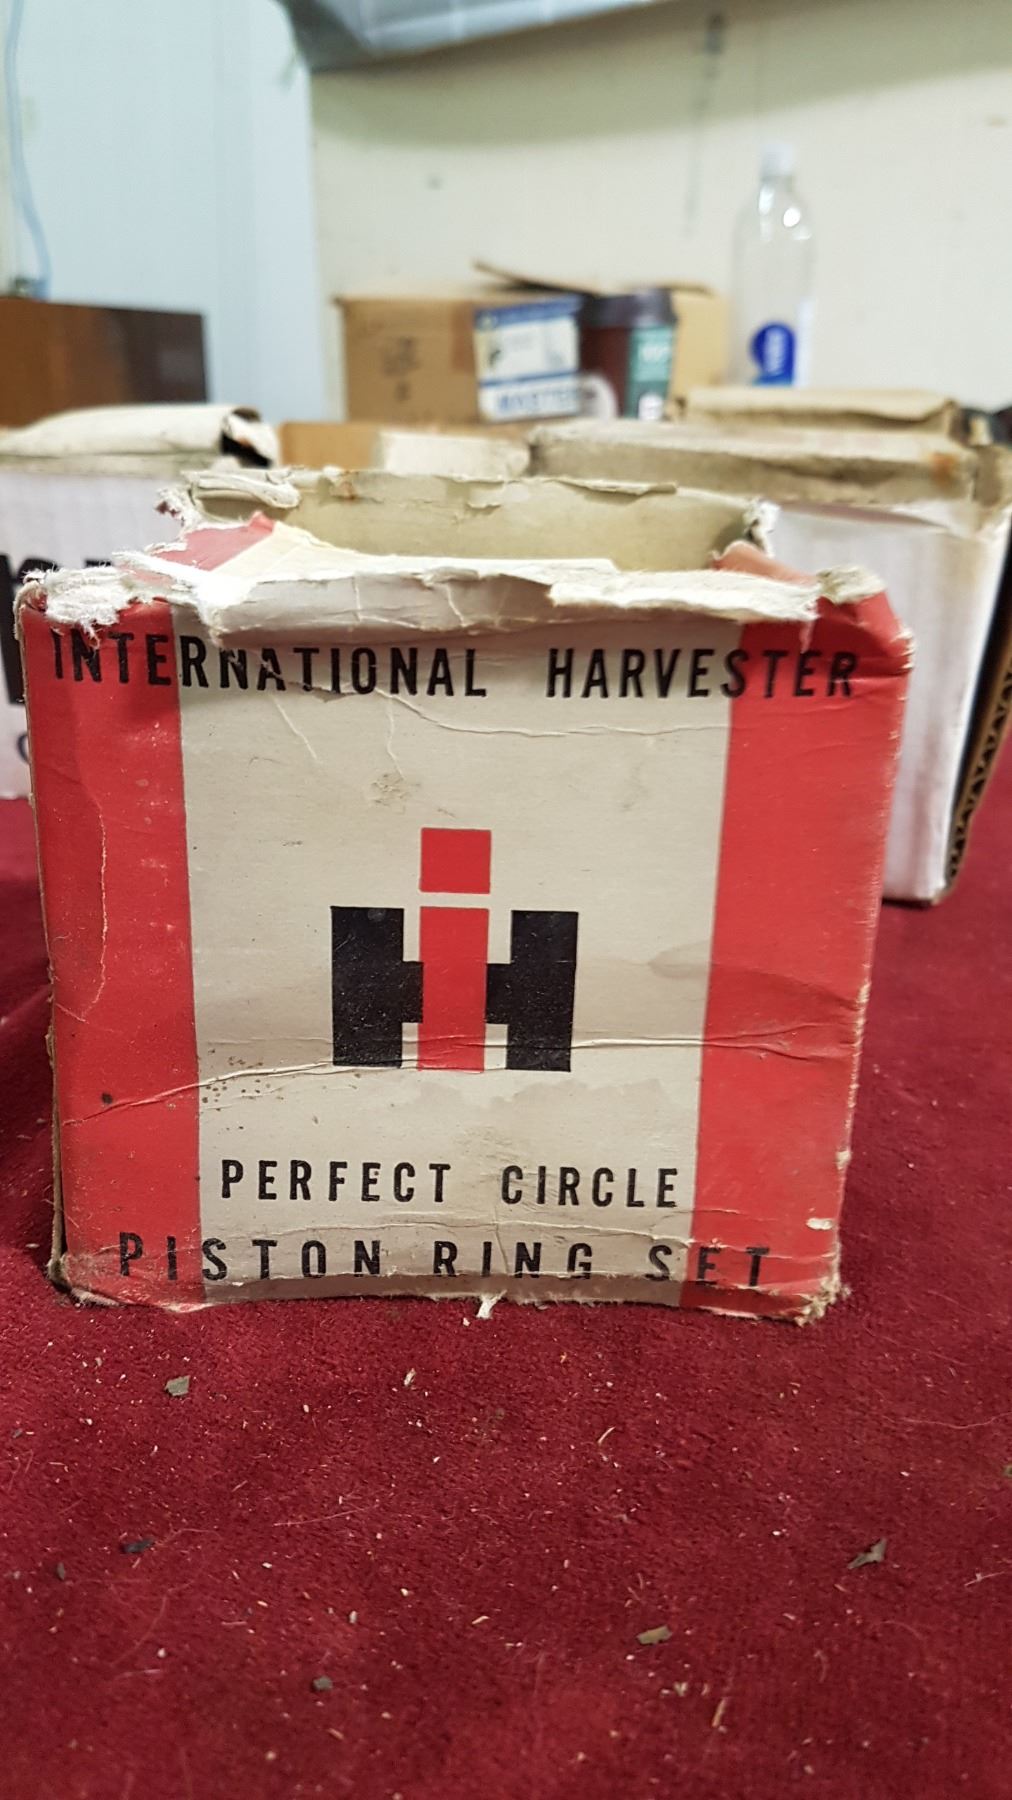 INTERNATIONAL HARVESTER
IH
PERFECT CIRCLE
PISTON RING SET